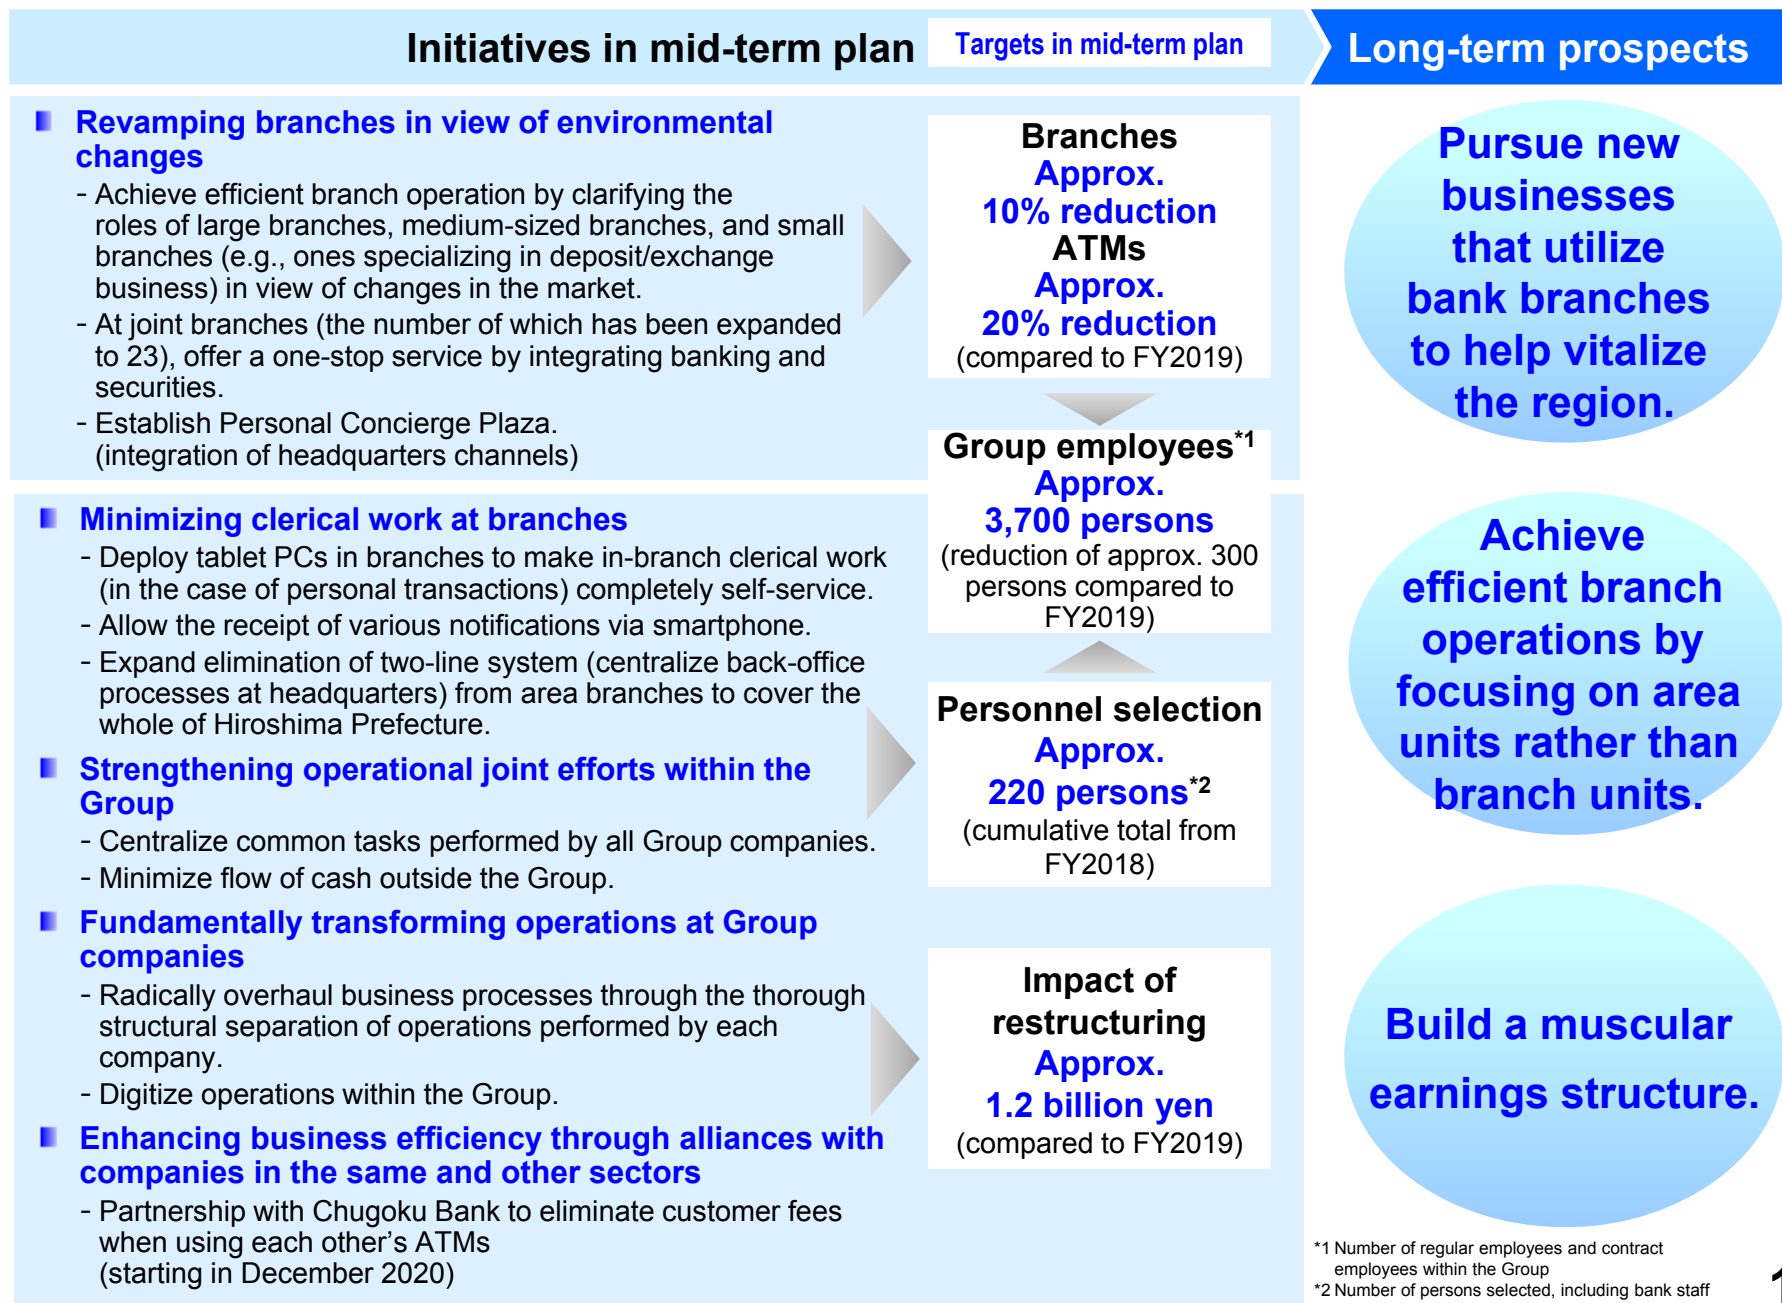 Initiatives in mid-term plan
Targets in mid-term plan
Long-term prospects
Revamping branches in view of environmental
changes
- Achieve efficient branch operation by clarifying the
roles of large branches, medium-sized branches, and small
branches (e.g., ones specializing in deposit/exchange
business) in view of changes in the market.
- At joint branches (the number of which has been expanded
to 23), offer a one-stop service by integrating banking and
securities.
- Establish Personal Concierge Plaza.
(integration of headquarters channels)
Minimizing clerical work at branches
- Deploy tablet PCs in branches to make in-branch clerical work
(in the case of personal transactions) completely self-service.
- Allow the receipt of various notifications via smartphone.
- Expand elimination of two-line system (centralize back-office
processes at headquarters) from area branches to cover the
whole of Hiroshima Prefecture.
Strengthening operational joint efforts within the
Group
- Centralize common tasks performed by all Group companies.
- Minimize flow of cash outside the Group.
Fundamentally transforming operations at Group
companies
- Radically overhaul business processes through the thorough
structural separation of operations performed by each
company.
- Digitize operations within the Group.
Enhancing business efficiency through alliances with
companies in the same and other sectors
- Partnership with Chugoku Bank to eliminate customer fees
when using each other's ATMs
(starting in December 2020)
Branches
Approx.
10% reduction
ATMs
Approx.
20% reduction
(compared to FY2019)
Group employees*1
Approx.
3,700 persons
(reduction of approx. 300
persons compared to
FY2019)
Personnel selection
Approx.
220 persons*2
(cumulative total from
FY2018)
Impact of
restructuring
Approx.
1.2 billion yen
(compared to FY2019)
Pursue new
businesses
that utilize
bank branches
to help vitalize
the region.
Achieve
efficient branch
operations by
focusing on area
units rather than
branch units.
Build a muscular
earnings structure.
*1 Number of regular employees and contract
employees within the Group
*2 Number of persons selected, including bank staff